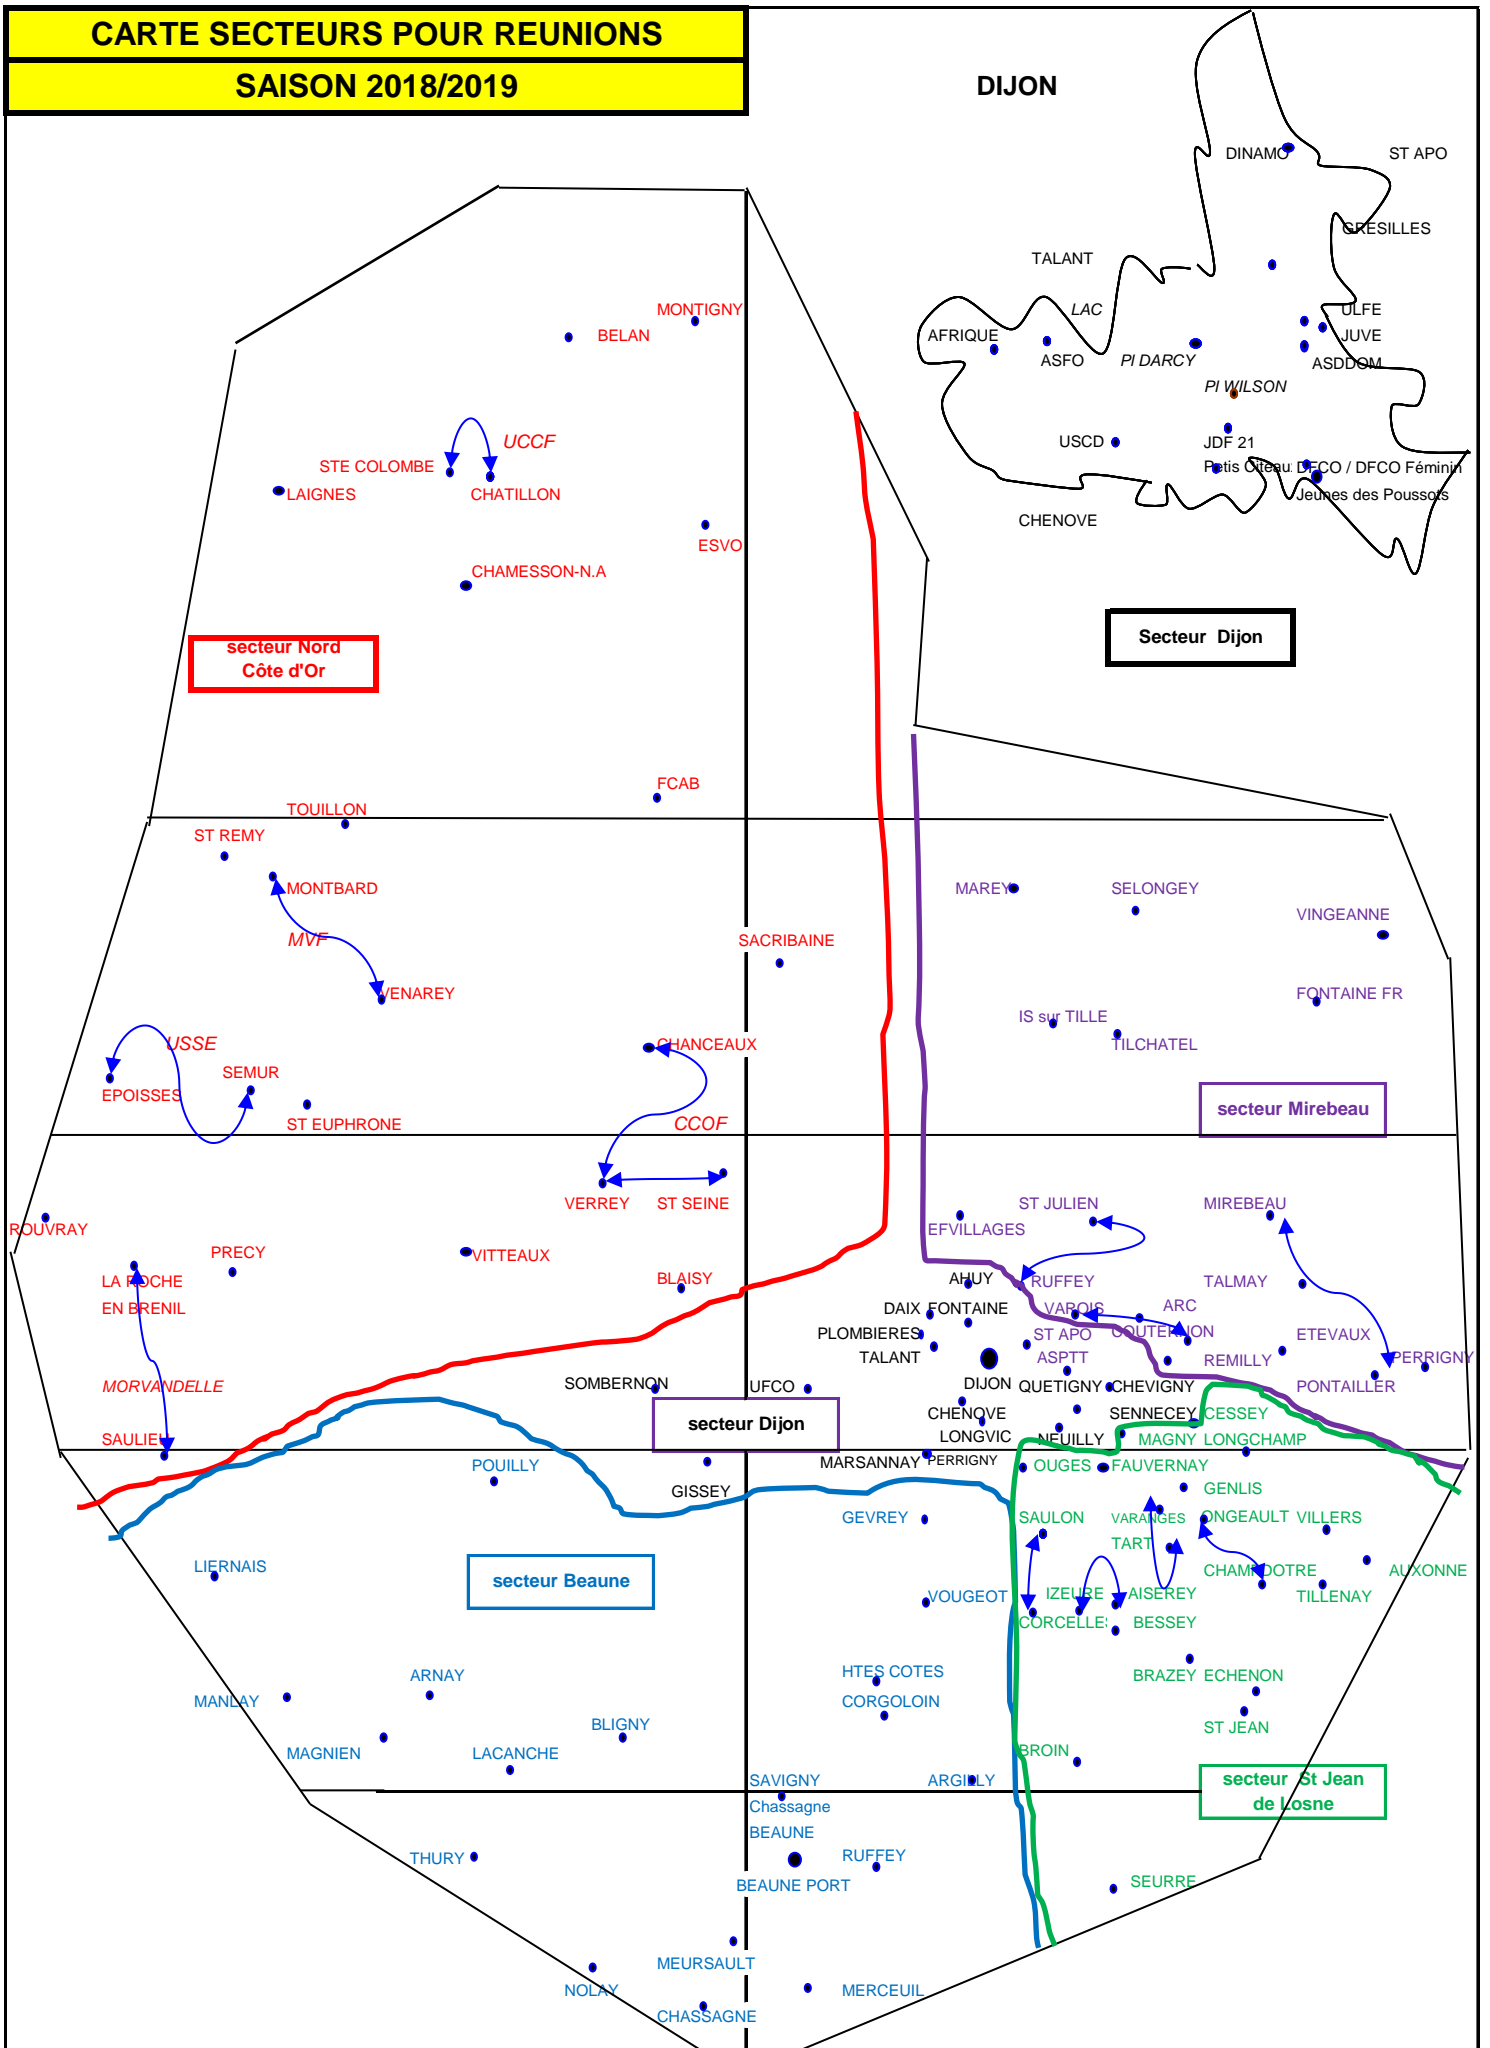 CARTE SECTEURS POUR REUNIONS
SAISON 2018/2019
DIJON
DINAMO
ST APO
GRESILLES
TALANT
LAC
MONTIGNY
BELAN
AFRIQUE
ASFO
PI DARCY
ULFE
JUVE
ASDDOM
PI WILSON
UCCF
USCD
JDF 21
STE COLOMBE
LAIGNES
CHATILLON
Petis Citeau
DFCO / DFCO Féminin
Jeunes des Poussots
CHENOVE
ESVO
CHAMESSON-N.A
secteur Nord
Côte d'Or
Secteur Dijon
FCAB
TOUILLON
ST REMY
MONTBARD
MAREY
SELONGEY
VINGEANNE
MVF
SACRIBAINE
VENAREY
FONTAINE FR
IS sur TILLE
TILCHATEL
USSE
CHANCEAUX
SEMUR
EPOISSES
ST EUPHRONE
CCOF
secteur Mirebeau
VERREY
ST SEINE
ST JULIEN
MIREBEAU
ROUVRAY
EFVILLAGES
PRECY
VITTEAUX
LA ROCHE
EN BRENIL
BLAISY
AHUY
RUFFEY
TALMAY
DAIX
FONTAINE
VAROIS
ARC
PLOMBIERES
ST APO
COUTERNON
ETEVAUX
TALANT
ASPTT
REMILLY
PERRIGNY
MORVANDELLE
SOMBERNON
UFCO
DIJON
QUETIGNY
CHEVIGNY
PONTAILLER
secteur Dijon
CHENOVE
SENNECEY
CESSEY
SAULIEU
LONGVIC
NEUILLY
MAGNY
LONGCHAMP
POUILLY
MARSANNAY
PERRIGNY
OUGES
FAUVERNAY
GISSEY
GENLIS
GEVREY
SAULON
VARANGES
ONGEAULT
VILLERS
TART
LIERNAIS
secteur Beaune
CHAMPDOTRE
AUXONNE
VOUGEOT
IZEURE
AISEREY
TILLENAY
CORCELLES
BESSEY
ARNAY
HTES COTES
BRAZEY
ECHENON
MANLAY
CORGOLOIN
BLIGNY
ST JEAN
MAGNIEN
LACANCHE
BROIN
SAVIGNY
ARGILLY
secteur St Jean
de Losne
Chassagne
BEAUNE
THURY
RUFFEY
BEAUNE PORT
SEURRE
MEURSAULT
NOLAY
MERCEUIL
CHASSAGNE